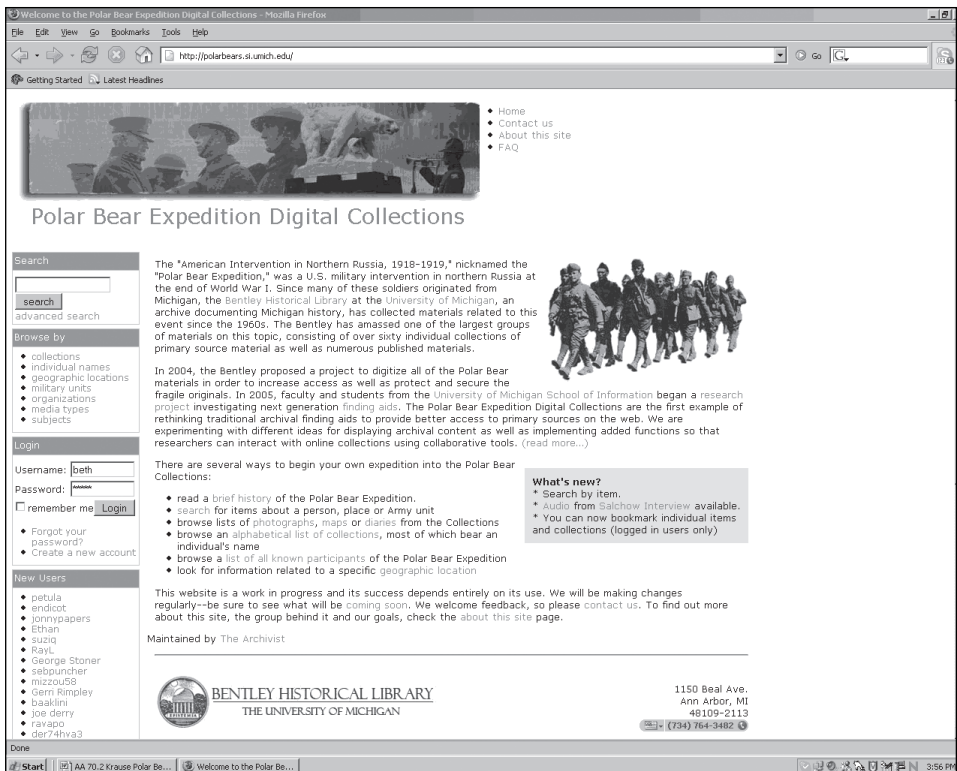 Welcome to the Polar Bear Expedition Digital Collections - Mozilla Firefox
File Edit View Go Bookmarks Tools Help
http://polarbears.si.umich.edu/
Go
G
Getting Started Latest Headlines
Home
Contact us
About this site
FAQ
Polar Bear Expedition Digital Collections
Search
search
advanced search
Browse by
collections
individual names
geographic locations
military units
organizations
media types
subjects
Login
Username: beth
Password: *****
remember me Login
Forgot your
password?
Create a new account
New Users
petula
endicot
jonnypapers
Ethan
suziq
RayL
George Stoner
sebpuncher
mizzou58
Gerri Rimpley
baaklini
joe derry
ravapo
der74hva3
The "American Intervention in Northern Russia, 1918-1919," nicknamed the
"Polar Bear Expedition," was a U.S. military intervention in northern Russia at
the end of World War I. Since many of these soldiers originated from
Michigan, the Bentley Historical Library at the University of Michigan, an
archive documenting Michigan history, has collected materials related to this
event since the 1960s. The Bentley has amassed one of the largest groups
of materials on this topic, consisting of over sixty individual collections of
primary source material as well as numerous published materials.
In 2004, the Bentley proposed a project to digitize all of the Polar Bear
materials in order to increase access as well as protect and secure the
fragile originals. In 2005, faculty and students from the University of Michigan School of Information began a research
project investigating next generation finding aids. The Polar Bear Expedition Digital Collections are the first example of
rethinking traditional archival finding aids to provide better access to primary sources on the web. We are
experimenting with different ideas for displaying archival content as well as implementing added functions so that
researchers can interact with online collections using collaborative tools. (read more...)
There are several ways to begin your own expedition into the Polar Bear
Collections:
read a brief history of the Polar Bear Expedition.
search for items about a person, place or Army unit
browse lists of photographs, maps or diaries from the Collections
browse an alphabetical list of collections, most of which bear an
individual's name
browse a list of all known participants of the Polar Bear Expedition
look for information related to a specific geographic location
What's new?
* Search by item.
* Audio from Salchow Interview available.
* You can now bookmark individual items
and collections (logged in users only)
This website is a work in progress and its success depends entirely on its use. We will be making changes
regularly--be sure to see what will be coming soon. We welcome feedback, so please contact us. To find out more
about this site, the group behind it and our goals, check the about this site page.
Maintained by The Archivist
BENTLEY HISTORICAL LIBRARY
THE UNIVERSITY OF MICHIGAN
1150 Beal Ave.
Ann Arbor, MI
48109-2113
(734) 764-3482
Done
Start AA 70.2 Krause Polar Be... Welcome to the Polar Be... 3:56 PM